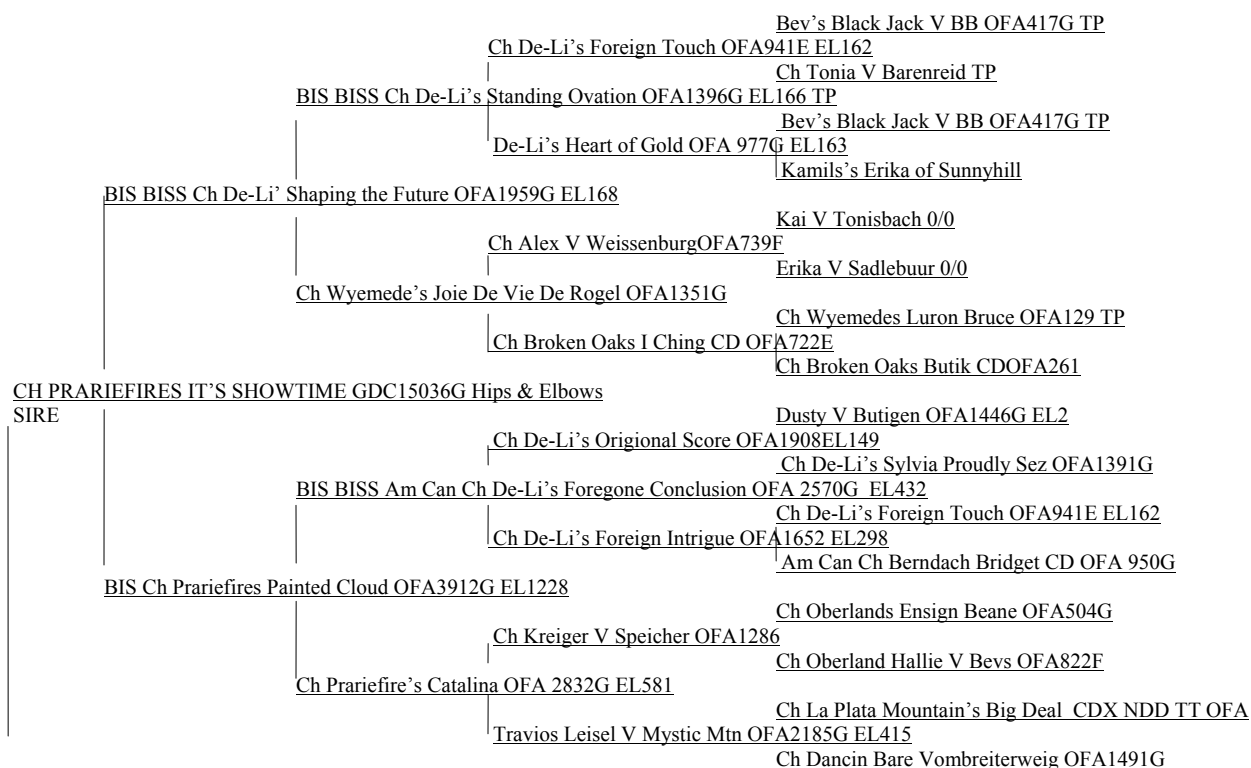 Bev's Black Jack V BB OFA417G TP
Ch De-Li's Foreign Touch OFA941E EL162
Ch Tonia V Barenreid TP
BIS BISS Ch De-Li's Standing Ovation OFA1396G EL166 TP
Bev's Black Jack V BB OFA417G TP
De-Li's Heart of Gold OFA 977G EL163
Kamils's Erika of Sunnyhill
BIS BISS Ch De-Li' Shaping the Future OFA1959G EL168
Kai V Tonisbach 0/0
Ch Alex V WeissenburgOFA739F
Erika V Sadlebuur 0/0
Ch Wyemede's Joie De Vie De Rogel OFA1351G
Ch Wyemedes Luron Bruce OFA129 TP
Ch Broken Oaks I Ching CD OFA722E
Ch Broken Oaks Butik CDOFA261
CH PRARIEFIRES IT'S SHOWTIME GDC15036G Hips & Elbows
SIRE
Dusty V Butigen OFA1446G EL2
Ch De-Li's Origional Score OFA1908EL149
Ch De-Li's Sylvia Proudly Sez OFA1391G
BIS BISS Am Can Ch De-Li's Foregone Conclusion OFA 2570G EL432
Ch De-Li's Foreign Touch OFA941E EL162
Ch De-Li's Foreign Intrigue OFA1652 EL298
Am Can Ch Berndach Bridget CD OFA 950G
BIS Ch Prariefires Painted Cloud OFA3912G EL1228
Ch Oberlands Ensign Beane OFA504G
Ch Kreiger V Speicher OFA1286
Ch Oberland Hallie V Bevs OFA822F
Ch Prariefire's Catalina OFA 2832G EL581
Ch La Plata Mountain's Big Deal CDX NDD TT OFA
Travios Leisel V Mystic Mtn OFA2185G EL415
Ch Dancin Bare Vombreiterweig OFA1491G